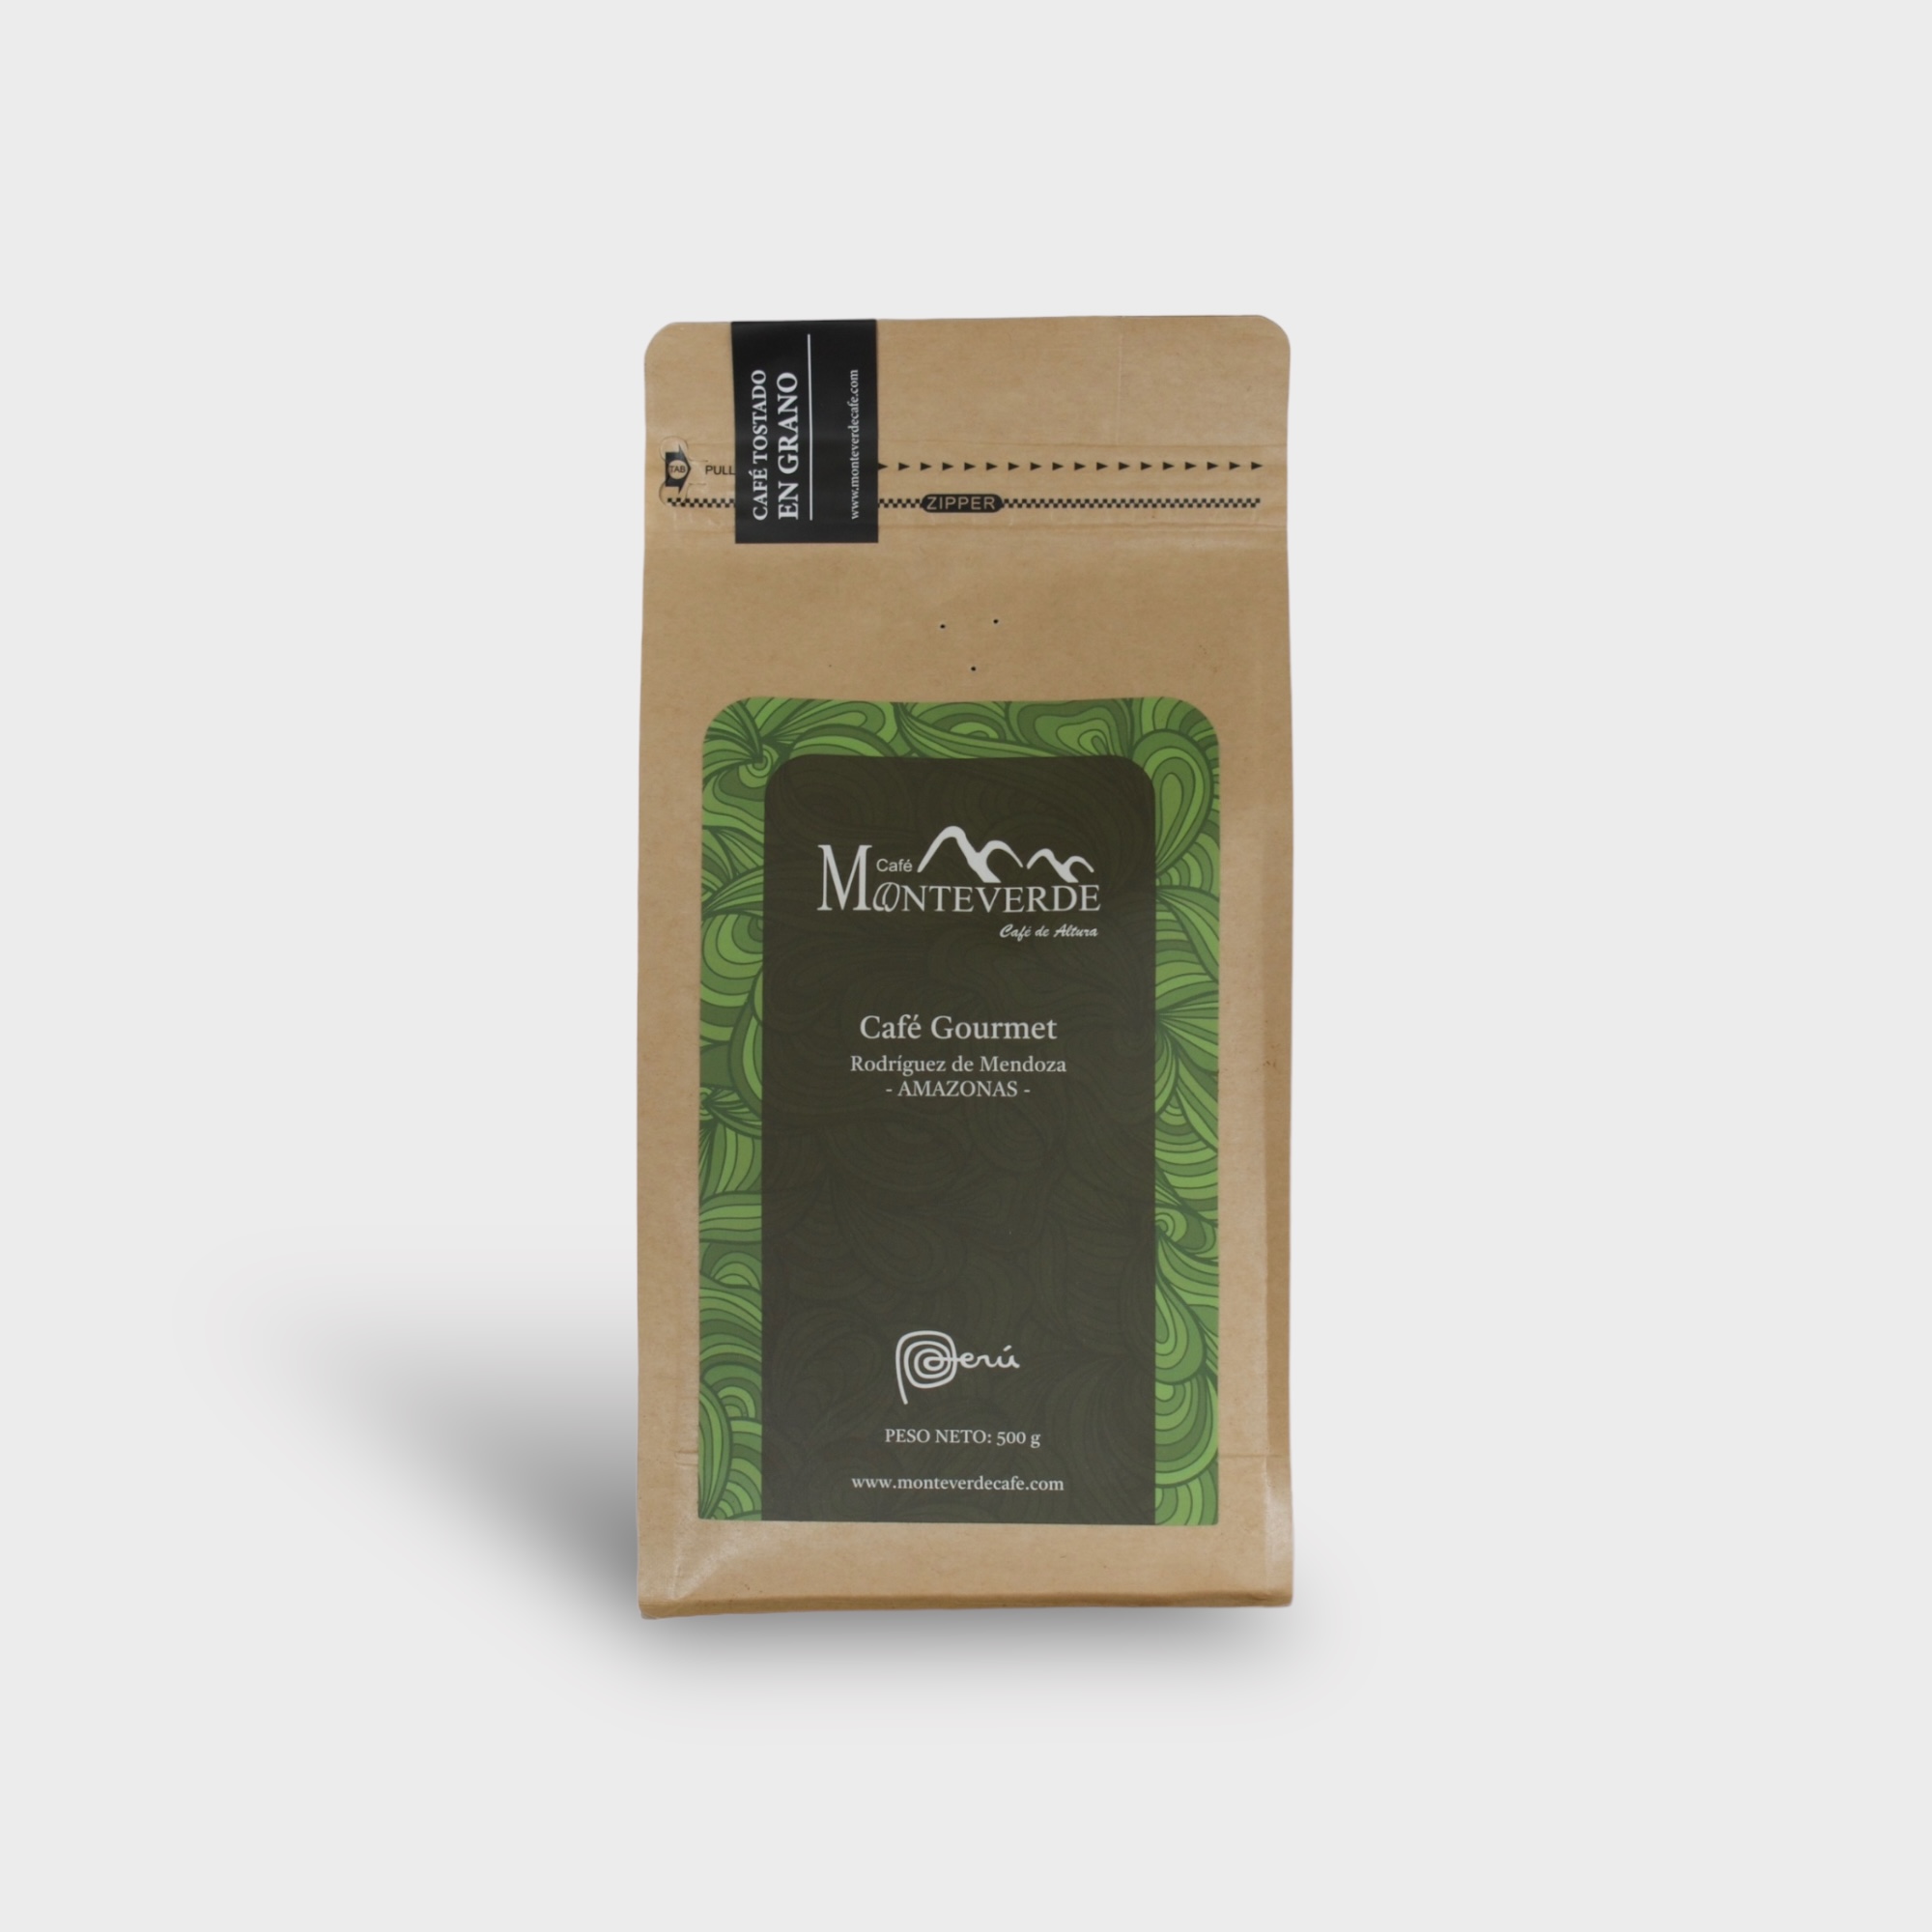 CAFÉ TOSTADO
EN GRANO
www.monteverdecafe.com
TAB
PULL
ZIPPER
Café
MONTEVERDE
Café de Altura
Café Gourmet
Rodríguez de Mendoza
- AMAZONAS -
Perú
PESO NETO: 500 g
www.monteverdecafe.com